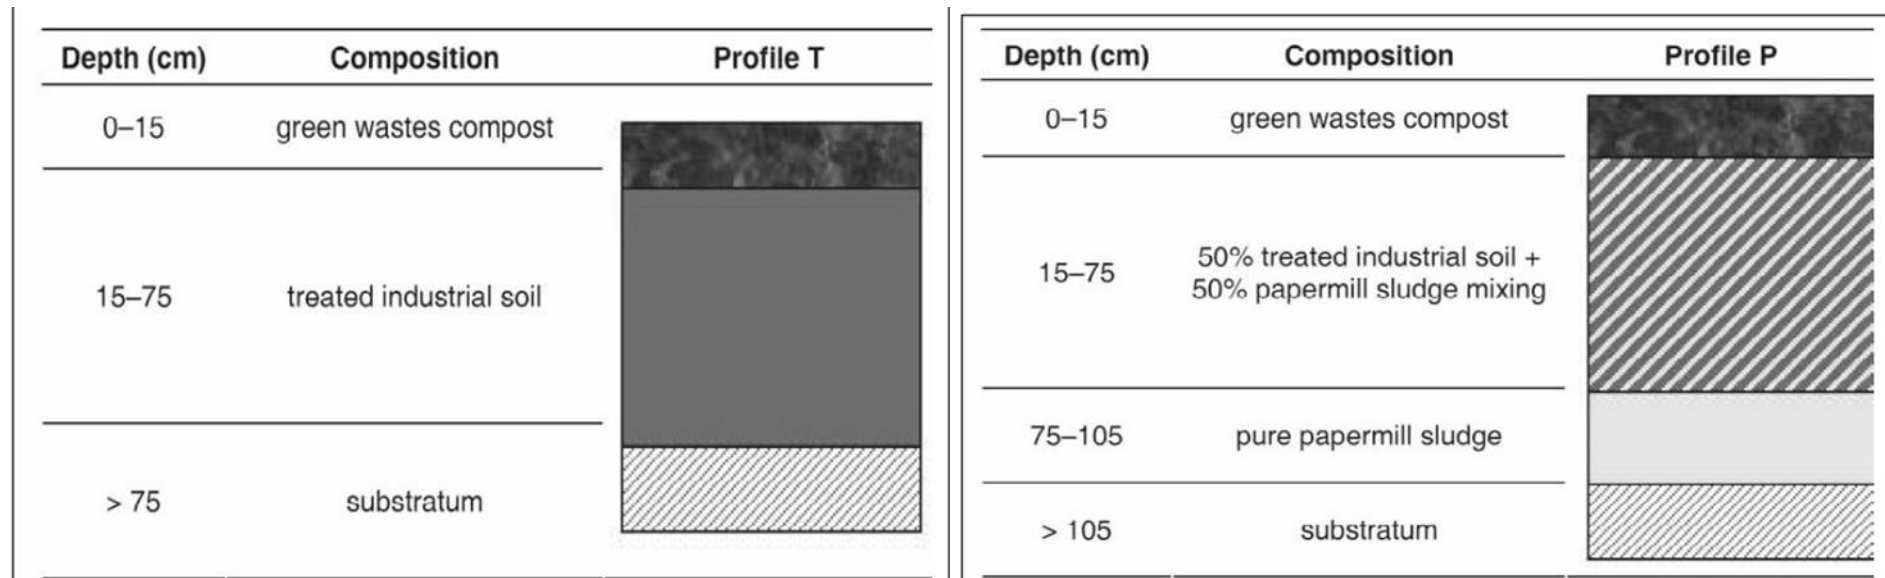 Depth (cm) Composition Profile T
0–15 green wastes compost
15–75 treated industrial soil
> 75 substratum
Depth (cm) Composition Profile P
0–15 green wastes compost
15–75 50% treated industrial soil +
50% papermill sludge mixing
75–105 pure papermill sludge
> 105 substratum